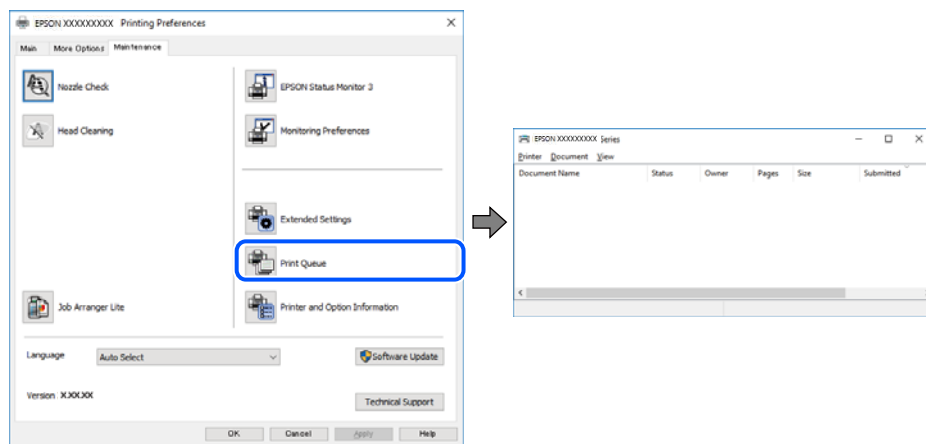 EPSON XXXXXXXXX Printing Preferences
Main More Options Maintenance
Nozzle Check
EPSON Status Monitor 3
Head Cleaning
Monitoring Preferences
Extended Settings
Print Queue
Job Arranger Lite
Printer and Option Information
Language Auto Select Software Update
Version X.XX.XX
Technical Support
OK Cancel Apply Help
EPSON XXXXXXXXX Series
Printer Document View
Document Name Status Owner Pages Size Submitted